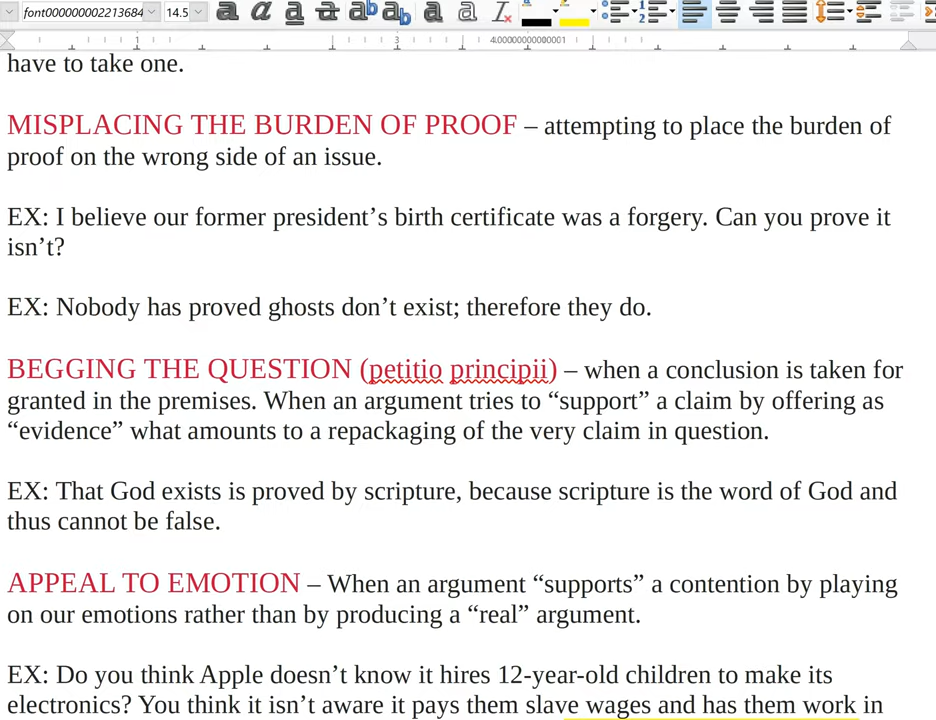 font000000002213684
14.5
1
3
4.00000000000001
have to take one.
MISPLACING THE BURDEN OF PROOF – attempting to place the burden of
proof on the wrong side of an issue.
EX: I believe our former president’s birth certificate was a forgery. Can you prove it
isn’t?
EX: Nobody has proved ghosts don’t exist; therefore they do.
BEGGING THE QUESTION (petitio principii) – when a conclusion is taken for
granted in the premises. When an argument tries to “support” a claim by offering as
“evidence” what amounts to a repackaging of the very claim in question.
EX: That God exists is proved by scripture, because scripture is the word of God and
thus cannot be false.
APPEAL TO EMOTION – When an argument “supports” a contention by playing
on our emotions rather than by producing a “real” argument.
EX: Do you think Apple doesn’t know it hires 12-year-old children to make its
electronics? You think it isn’t aware it pays them slave wages and has them work in